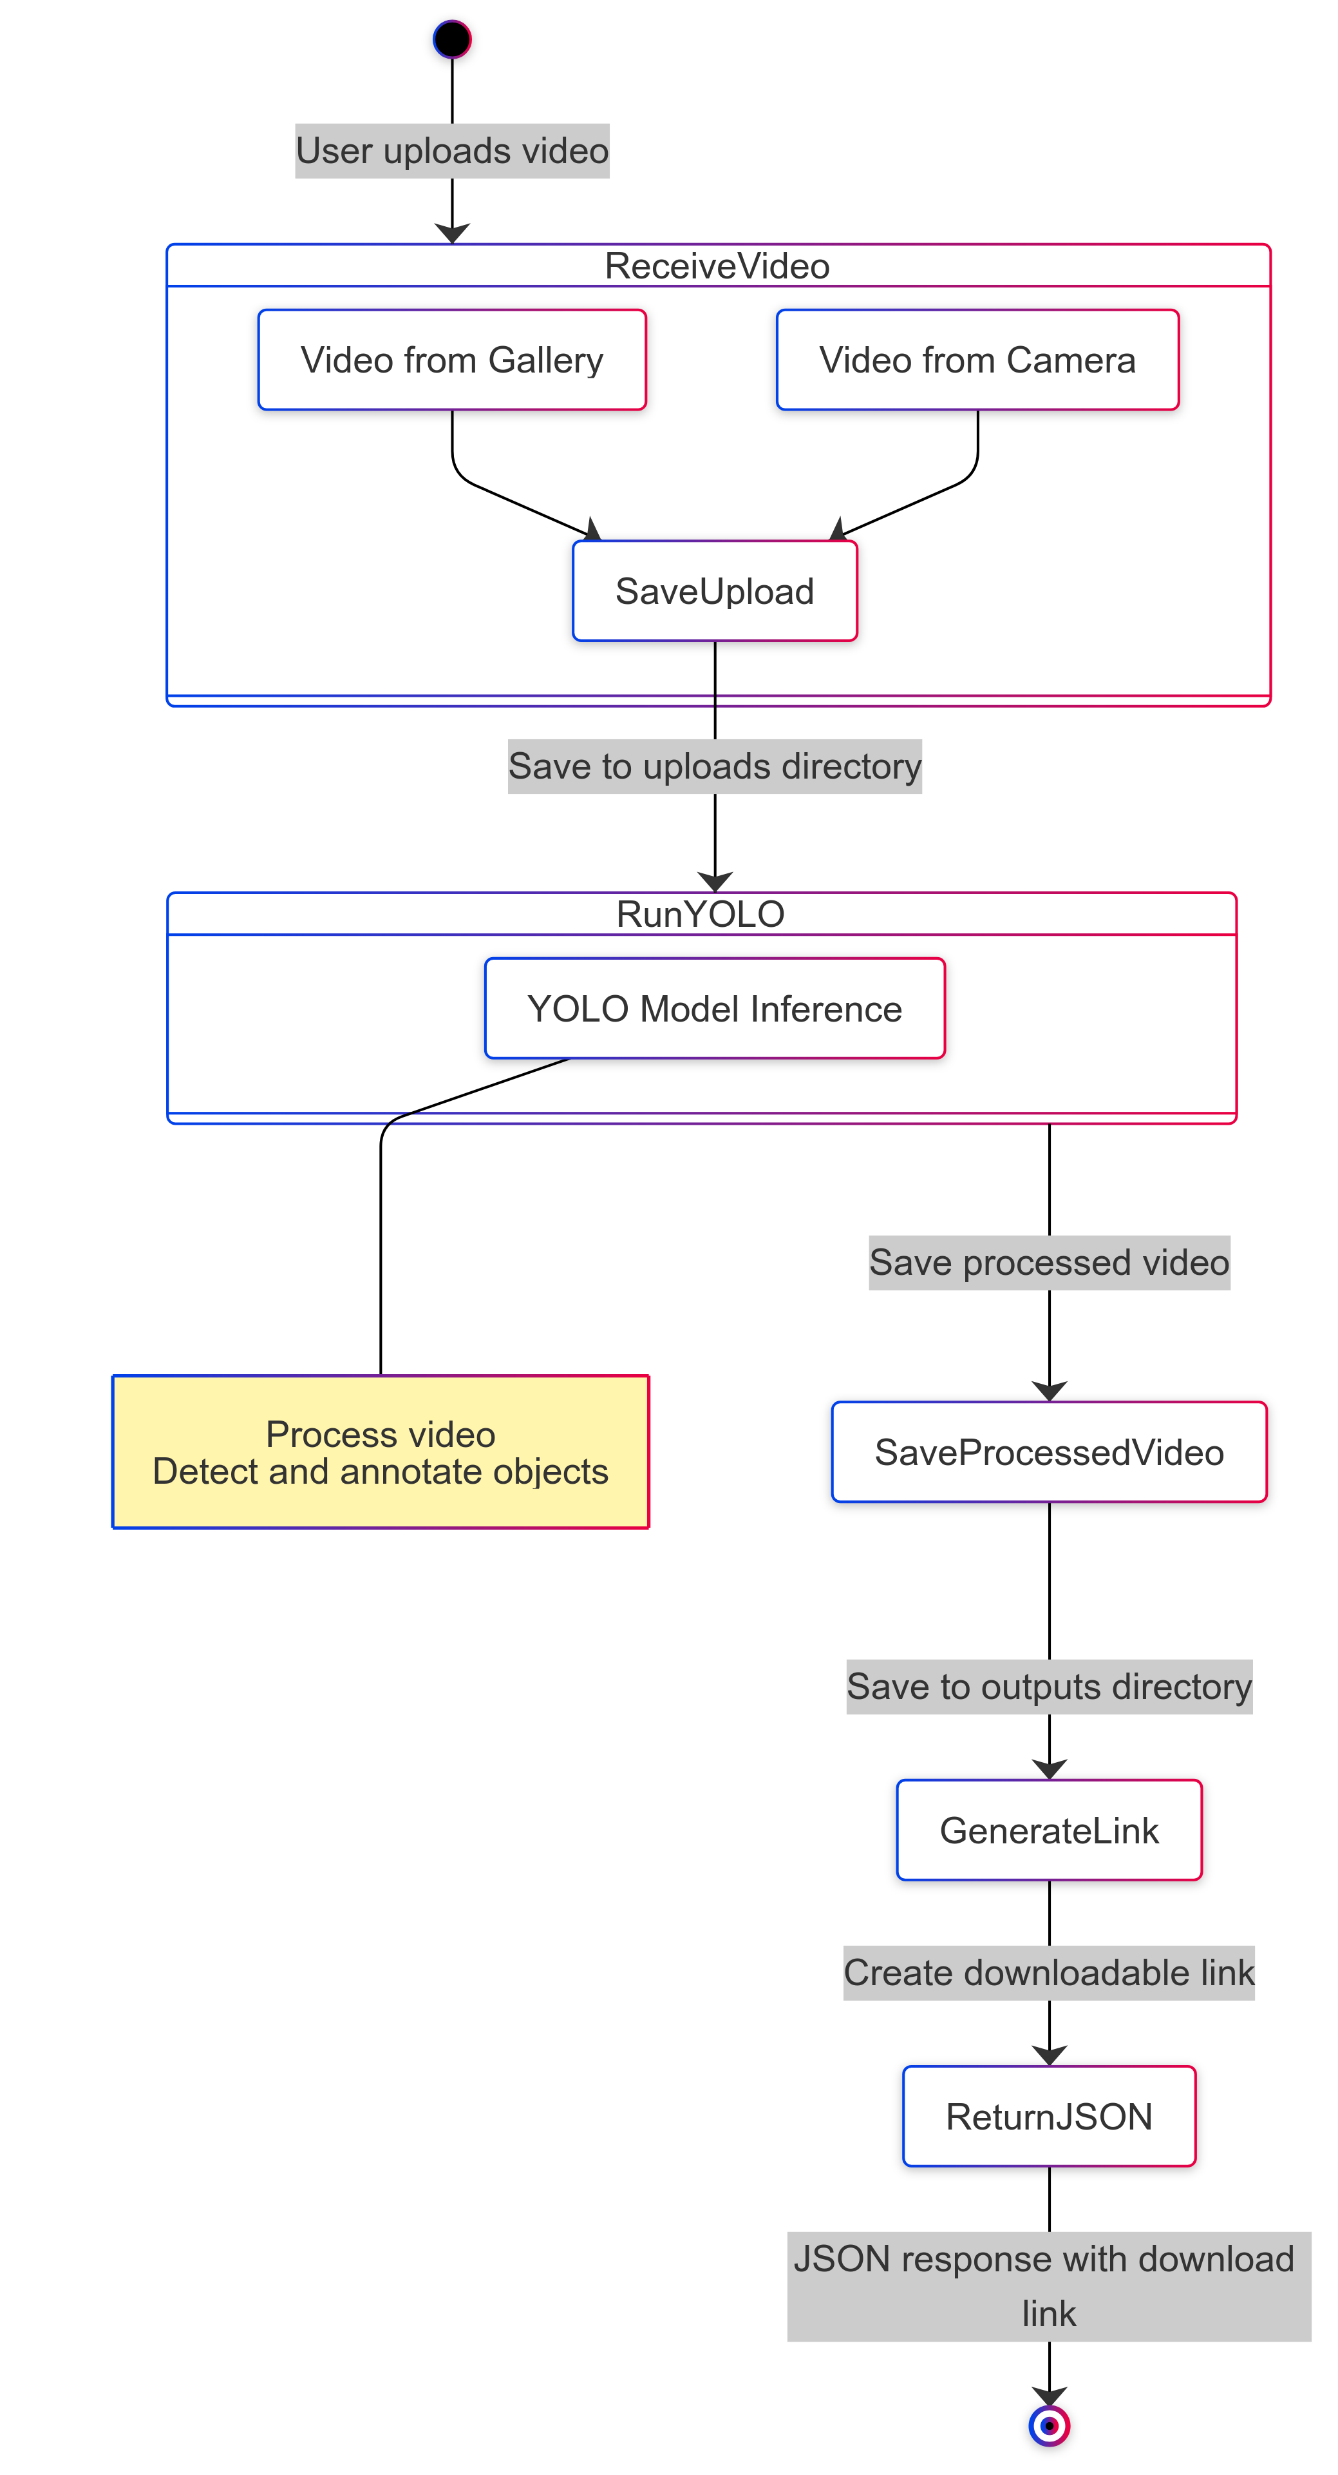 User uploads video
ReceiveVideo
Video from Gallery
Video from Camera
SaveUpload
Save to uploads directory
RunYOLO
YOLO Model Inference
Save processed video
Process video
Detect and annotate objects
SaveProcessedVideo
Save to outputs directory
GenerateLink
Create downloadable link
ReturnJSON
JSON response with download
link